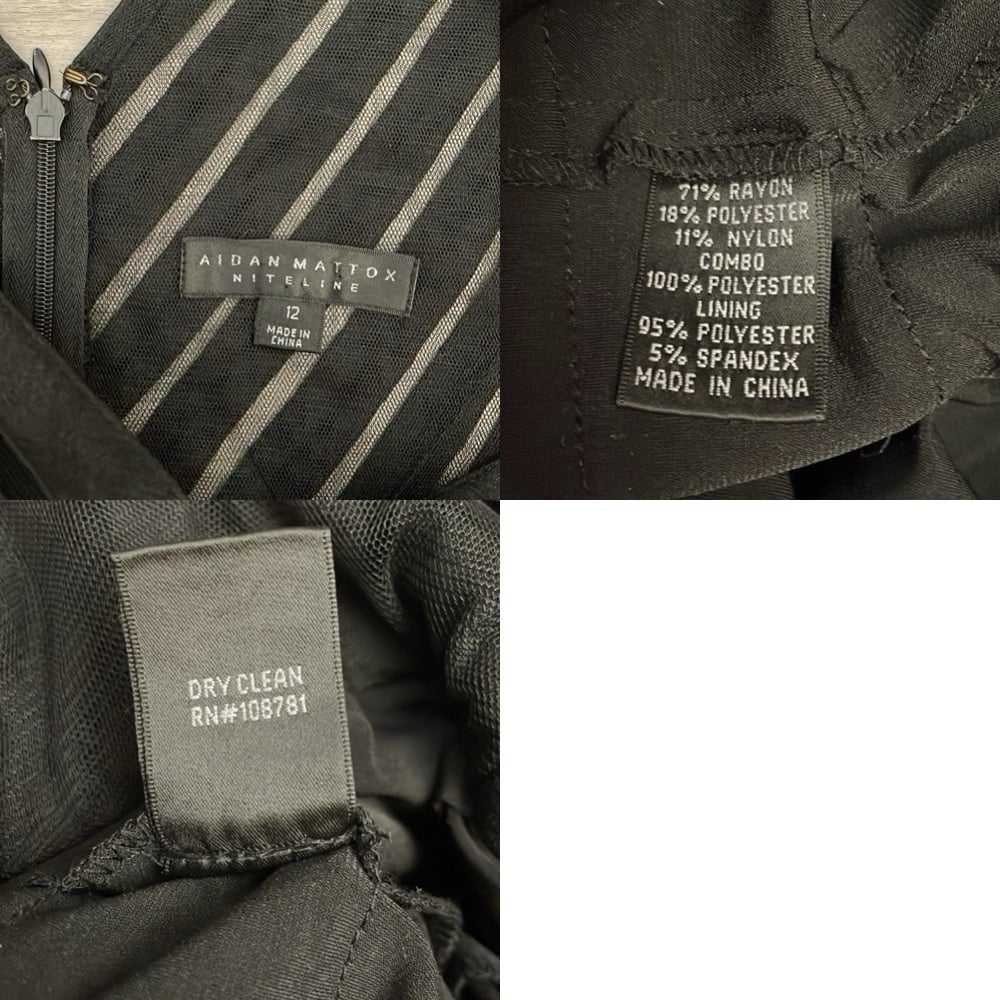 AIDAN MATTOX
NITELINE
12
MADE IN
CHINA
71% RAYON
18% POLYESTER
11% NYLON
COMBO
100% POLYESTER
LINING
95% POLYESTER
5% SPANDEX
MADE IN CHINA
DRY CLEAN
RN#108781